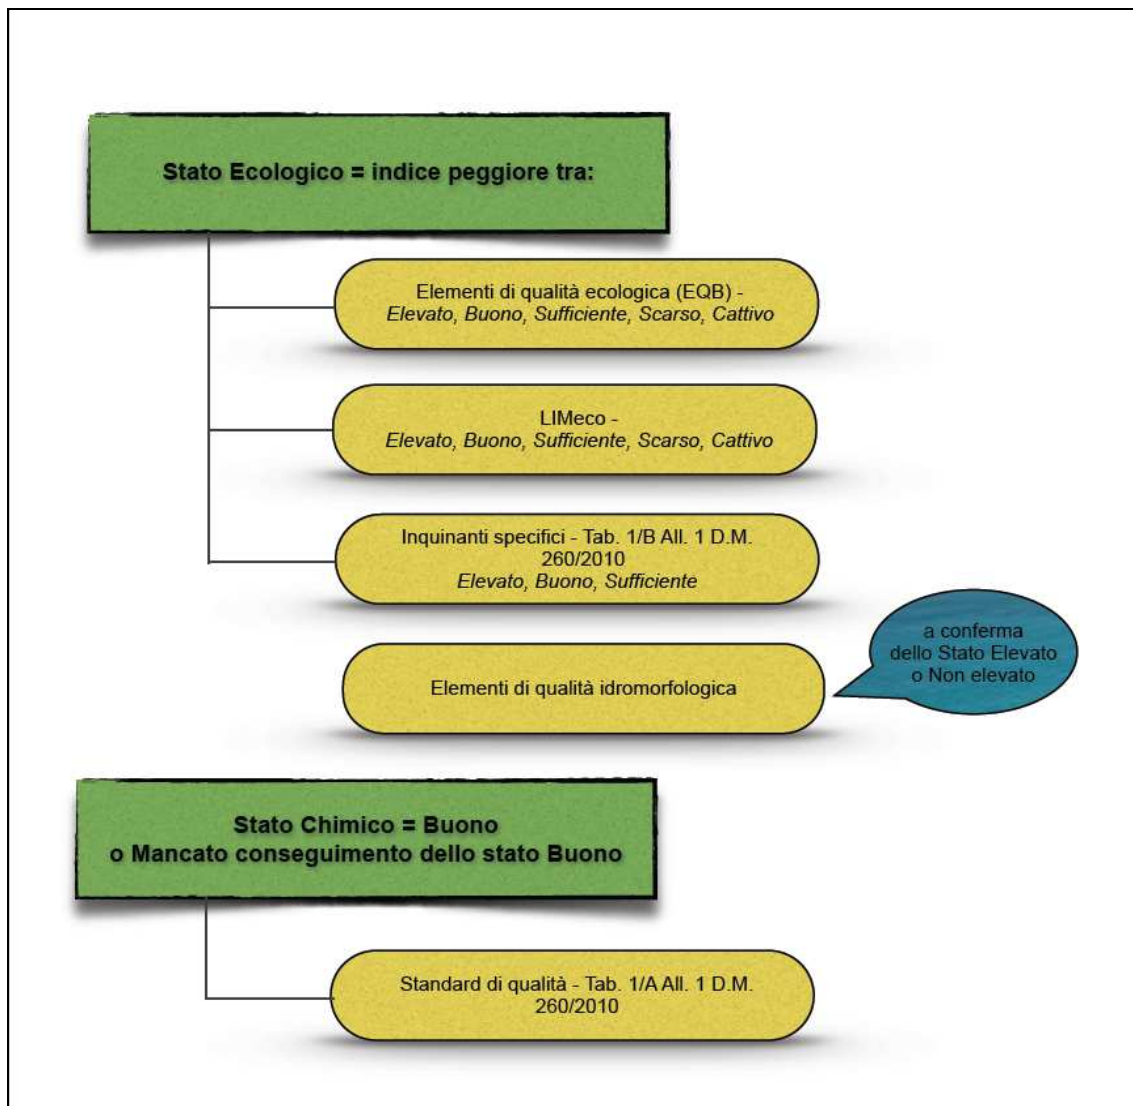 Stato Ecologico = indice peggiore tra:
Elementi di qualità ecologica (EQB) -
Elevato, Buono, Sufficiente, Scarso, Cattivo
LIMeco -
Elevato, Buono, Sufficiente, Scarso, Cattivo
Inquinanti specifici - Tab. 1/B All. 1 D.M.
260/2010
Elevato, Buono, Sufficiente
a conferma
dello Stato Elevato
o Non elevato
Elementi di qualità idromorfologica
Stato Chimico = Buono
o Mancato conseguimento dello stato Buono
Standard di qualità - Tab. 1/A All. 1 D.M.
260/2010